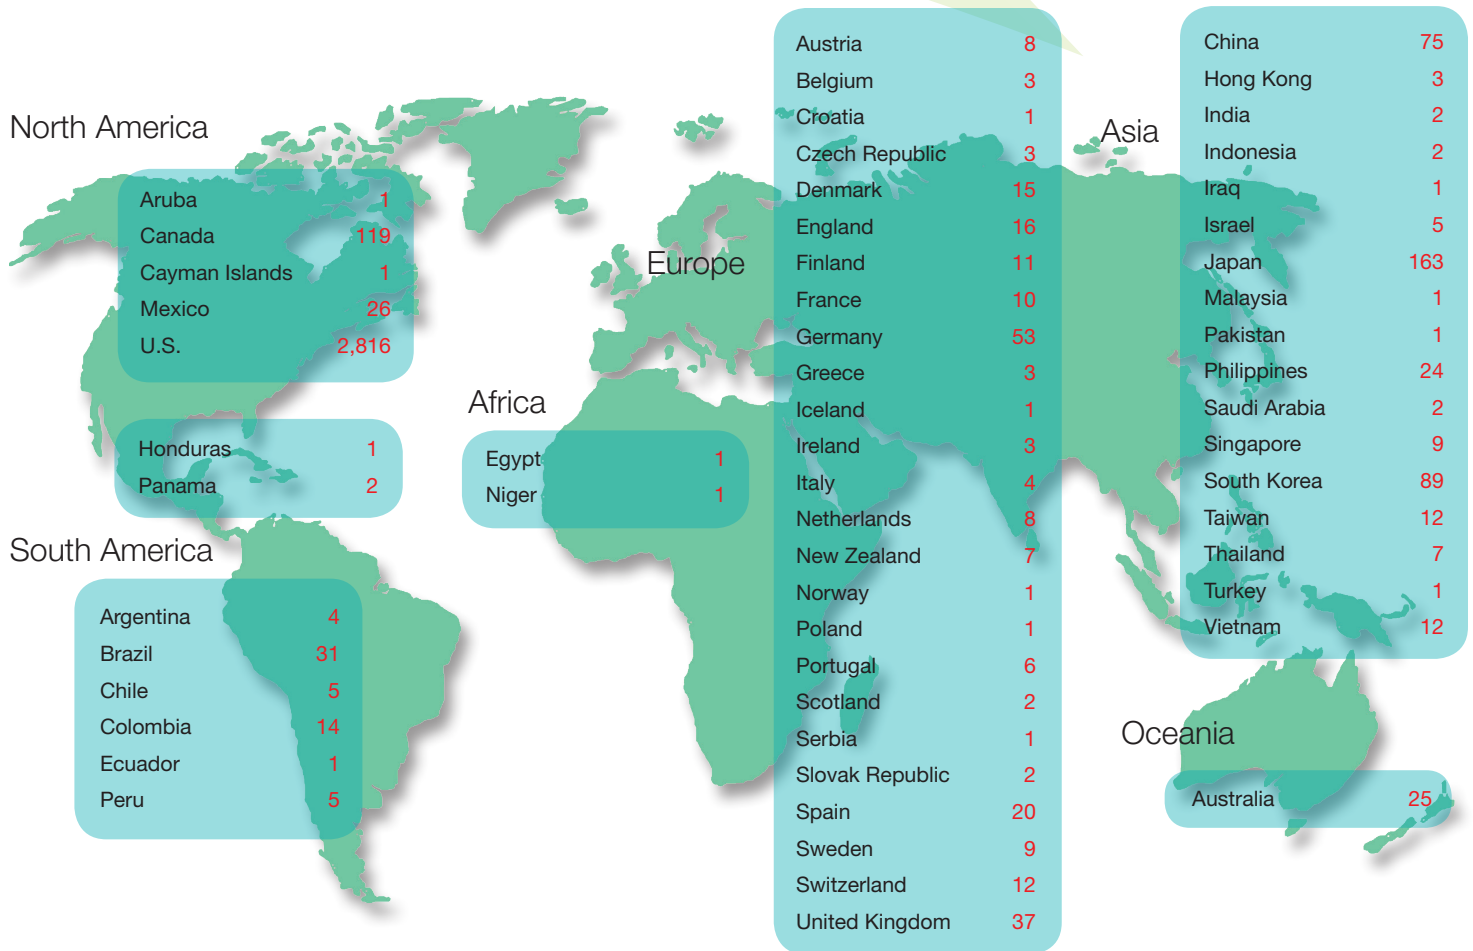 North America
Aruba 1
Canada 119
Cayman Islands 1
Mexico 26
U.S. 2,816
Honduras 1
Panama 2
South America
Argentina 4
Brazil 31
Chile 5
Colombia 14
Ecuador 1
Peru 5
Africa
Egypt 1
Niger 1
Europe
Austria 8
Belgium 3
Croatia 1
Czech Republic 3
Denmark 15
England 16
Finland 11
France 10
Germany 53
Greece 3
Iceland 1
Ireland 3
Italy 4
Netherlands 8
New Zealand 7
Norway 1
Poland 1
Portugal 6
Scotland 2
Serbia 1
Slovak Republic 2
Spain 20
Sweden 9
Switzerland 12
United Kingdom 37
Asia
China 75
Hong Kong 3
India 2
Indonesia 2
Iraq 1
Israel 5
Japan 163
Malaysia 1
Pakistan 1
Philippines 24
Saudi Arabia 2
Singapore 9
South Korea 89
Taiwan 12
Thailand 7
Turkey 1
Vietnam 12
Oceania
Australia 25